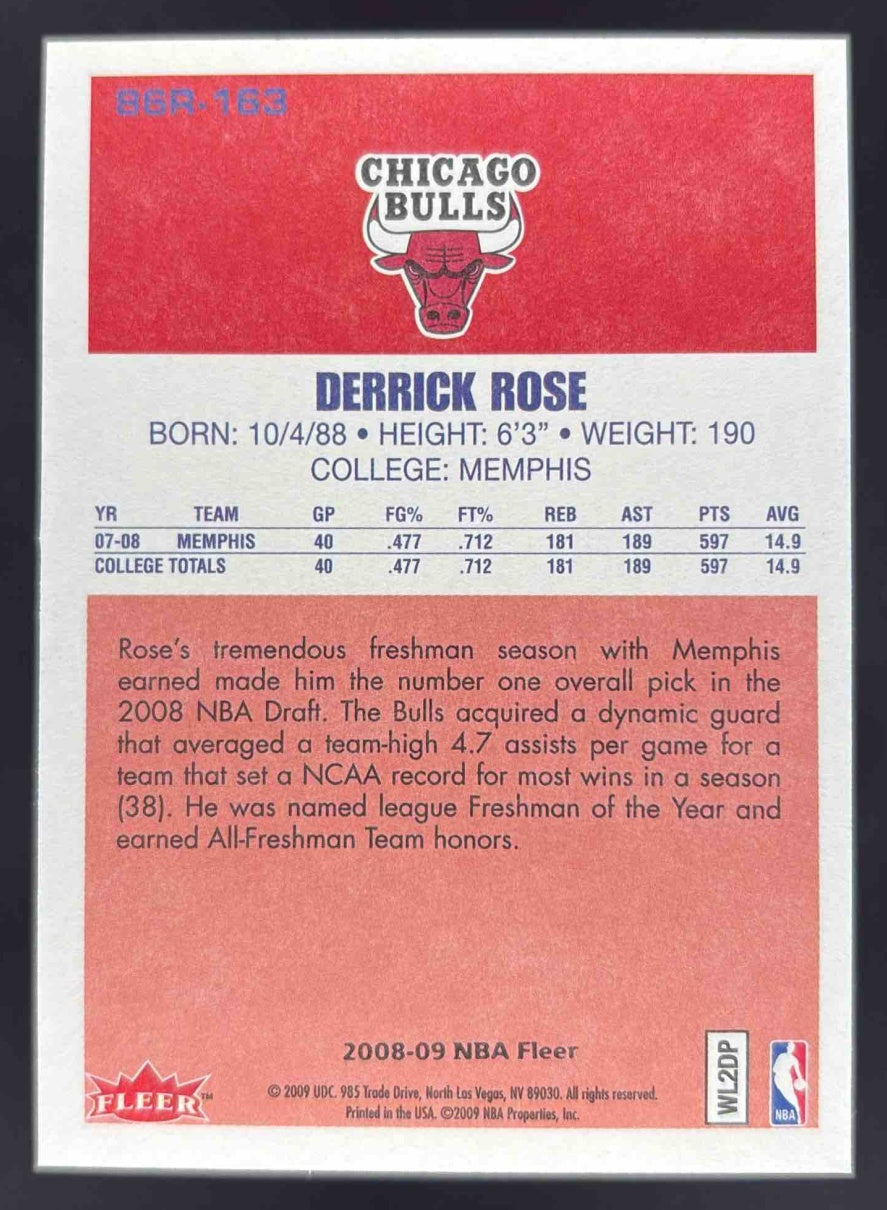 86R-163
CHICAGO
BULLS
DERRICK ROSE
BORN: 10/4/88 • HEIGHT: 6'3" • WEIGHT: 190
COLLEGE: MEMPHIS
YR TEAM GP FG% FT% REB AST PTS AVG
07-08 MEMPHIS 40 .477 .712 181 189 597 14.9
COLLEGE TOTALS 40 .477 .712 181 189 597 14.9
Rose's tremendous freshman season with Memphis
earned made him the number one overall pick in the
2008 NBA Draft. The Bulls acquired a dynamic guard
that averaged a team-high 4.7 assists per game for a
team that set a NCAA record for most wins in a season
(38). He was named league Freshman of the Year and
earned All-Freshman Team honors.
2008-09 NBA Fleer
© 2009 UDC. 985 Trade Drive, North Las Vegas, NV 89030. All rights reserved.
Printed in the USA. ©2009 NBA Properties, Inc.
FLEER™
WL2DP
NBA